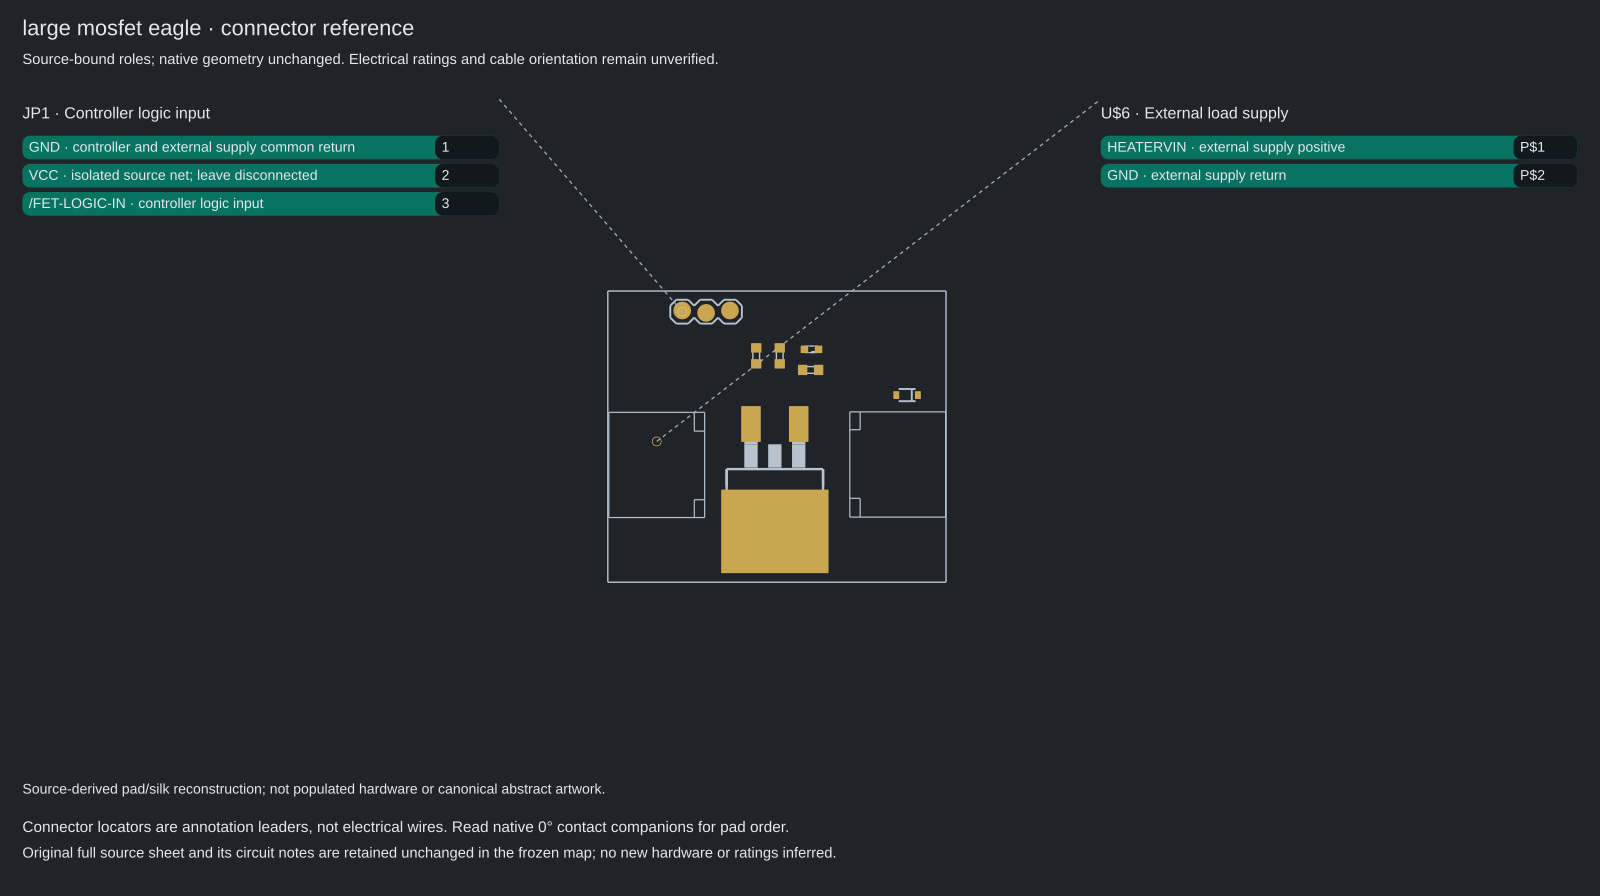 large mosfet eagle · connector reference
Source-bound roles; native geometry unchanged. Electrical ratings and cable orientation remain unverified.
JP1 · Controller logic input
GND · controller and external supply common return 1
VCC · isolated source net; leave disconnected 2
/FET-LOGIC-IN · controller logic input 3
U$6 · External load supply
HEATERVIN · external supply positive P$1
GND · external supply return P$2
Source-derived pad/silk reconstruction; not populated hardware or canonical abstract artwork.
Connector locators are annotation leaders, not electrical wires. Read native 0° contact companions for pad order.
Original full source sheet and its circuit notes are retained unchanged in the frozen map; no new hardware or ratings inferred.